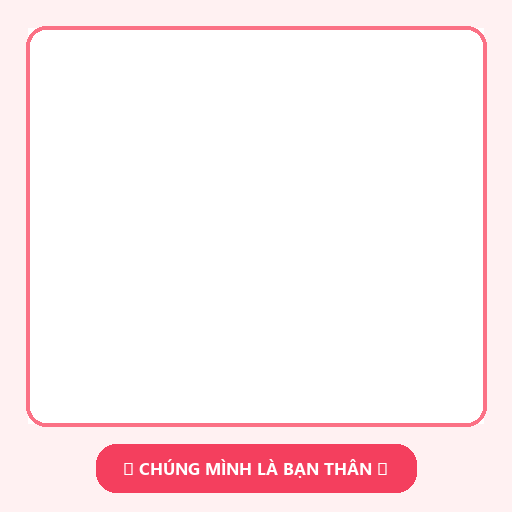 ▯ CHÚNG MÌNH LÀ BẠN THÂN ▯